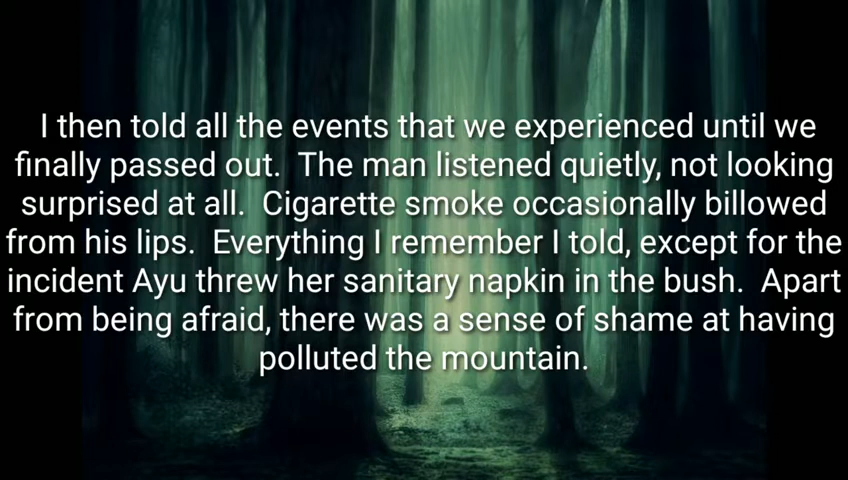 I then told all the events that we experienced until we
finally passed out.  The man listened quietly, not looking
surprised at all.  Cigarette smoke occasionally billowed
from his lips.  Everything I remember I told, except for the
incident Ayu threw her sanitary napkin in the bush.  Apart
from being afraid, there was a sense of shame at having
polluted the mountain.